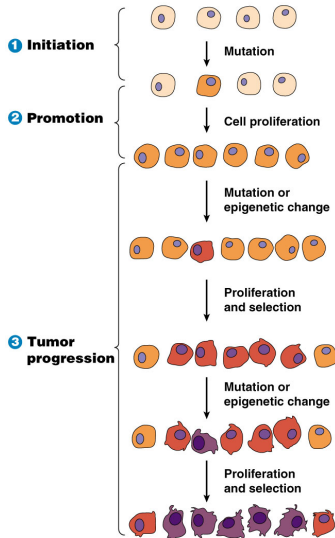 1 Initiation
Mutation
2 Promotion
Cell proliferation
Mutation or
epigenetic change
Proliferation
and selection
3 Tumor
progression
Mutation or
epigenetic change
Proliferation
and selection